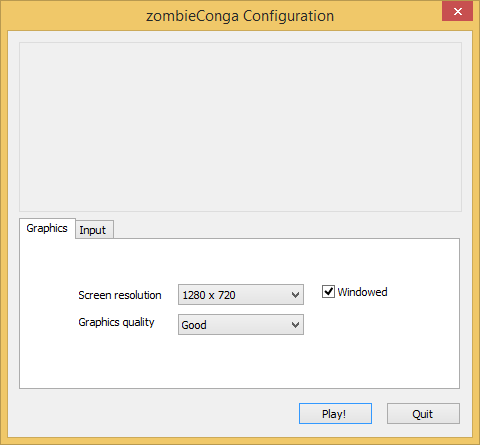 zombieConga Configuration
Graphics Input
Screen resolution 1280 x 720 Windowed
Graphics quality Good
Play! Quit